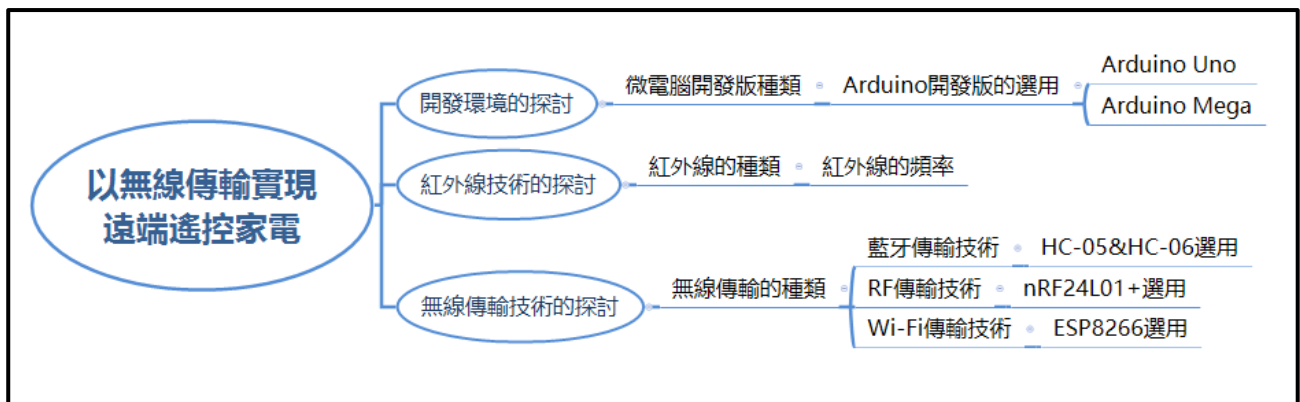 以無線傳輸實現
遠端遙控家電
開發環境的探討
微電腦開發版種類
Arduino開發版的選用
Arduino Uno
Arduino Mega
紅外線技術的探討
紅外線的種類
紅外線的頻率
無線傳輸技術的探討
無線傳輸的種類
藍牙傳輸技術
HC-05&HC-06選用
RF傳輸技術
nRF24L01+選用
Wi-Fi傳輸技術
ESP8266選用